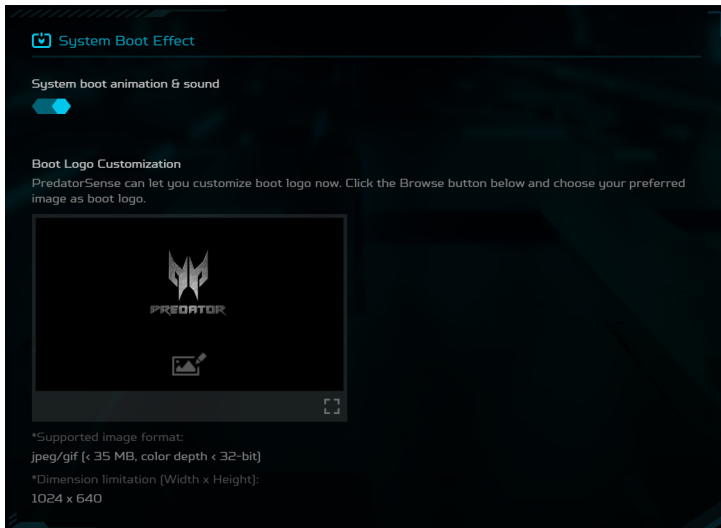 System Boot Effect
System boot animation & sound
Boot Logo Customization
PredatorSense can let you customize boot logo now. Click the Browse button below and choose your preferred
image as boot logo.
PREDATOR
*Supported image format:
jpeg/gif (< 35 MB, color depth < 32-bit)
*Dimension limitation (Width x Height):
1024 x 640